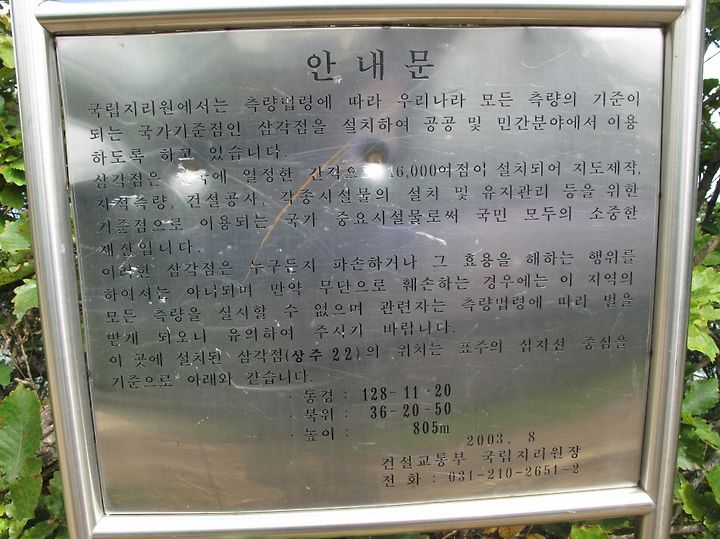 안내문
국립지리원에서는 측량법령에 따라 우리나라 모든 측량의 기준이
되는 국가기준점인 삼각점을 설치하여 공공 및 민간분야에서 이용
하도록 하고 있습니다.
삼각점은 전국에 일정한 간격으로 16,000여점이 설치되어 지도제작,
지적측량, 건설공사, 각종시설물의 설치 및 유지관리 등을 위한
기준점으로 이용되는 국가 중요시설물로써 국민 모두의 소중한
재산입니다.
이러한 삼각점은 누구든지 파손하거나 그 효용을 해하는 행위를
하여서는 아니되며 만약 무단으로 훼손하는 경우에는 이 지역의
모든 측량을 실시할 수 없으며 관련자는 측량법령에 따라 벌을
받게 되오니 유의하여 주시기 바랍니다.
이 곳에 설치된 삼각점(상주22)의 위치는 표주의 십자선 중심을
기준으로 아래와 같습니다.
· 동경 : 128-11-20
· 북위 : 36-20-50
· 높이 : 805m
2003. 8
건설교통부 국립지리원장
전화 : 031-210-2651-2